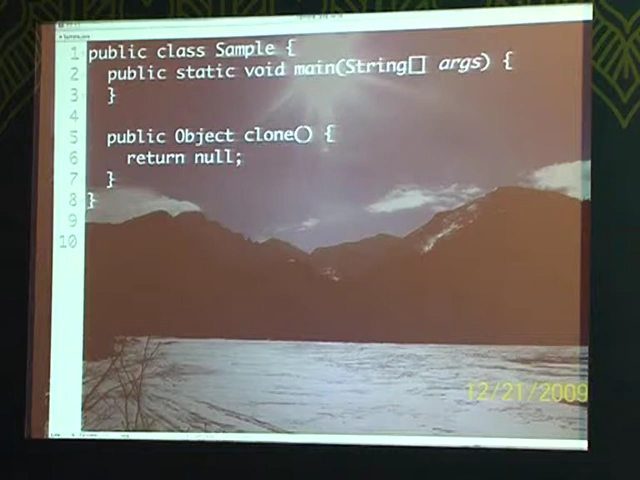 1 public class Sample {
2 public static void main(String[] args) {
3 }
4
5 public Object clone() {
6 return null;
7 }
8 }
9
10
12/21/2009